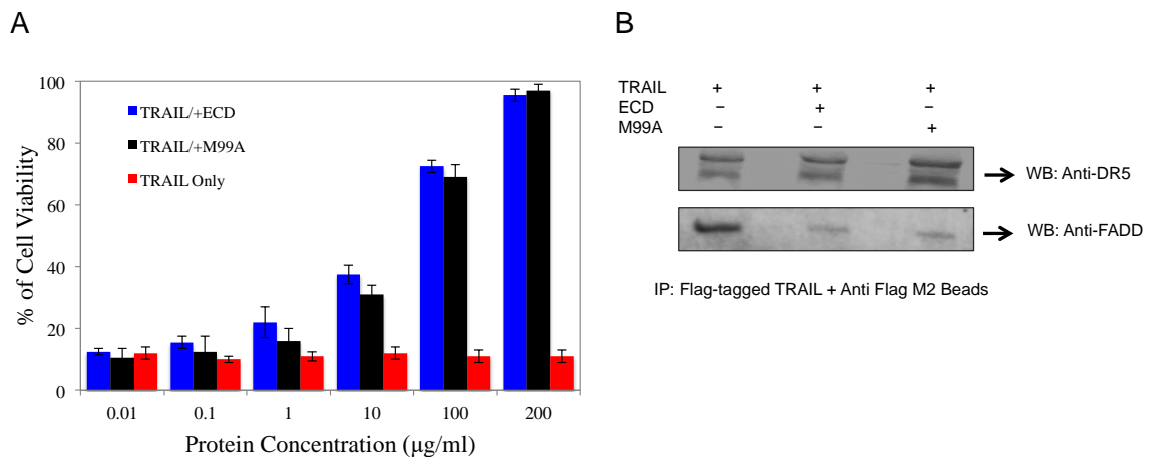 A
% of Cell Viability
100
80
60
40
20
0
TRAIL/+ECD
TRAIL/+M99A
TRAIL Only
0.01 0.1 1 10 100 200
Protein Concentration (μg/ml)
B
TRAIL + + +
ECD – + –
M99A – – +
WB: Anti-DR5
WB: Anti-FADD
IP: Flag-tagged TRAIL + Anti Flag M2 Beads